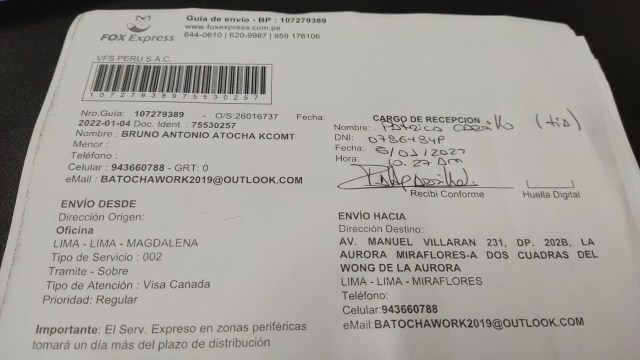 FOX Express
Guía de envío - BP : 107279389
www.foxexpress.com.pe
644-0610 | 620-8987 | 959 176106
VFS PERU S.A.C.
10727938975530257
Nro.Guía: 107279389 - O/S:26016737 Fecha:
2022-01-04 Doc. Ident. 75530257
Nombre : BRUNO ANTONIO ATOCHA KCOMT
Menor :
Teléfono :
Celular : 943660788 - GRT: 0
eMail : BATOCHAWORK2019@OUTLOOK.COM
CARGO DE RECEPCION
Nombre: (tía)
DNI:
Fecha:
Hora: 10:27 Am
Recibí Conforme
Huella Digital
ENVÍO DESDE
Dirección Origen:
Oficina
LIMA - LIMA - MAGDALENA
Tipo de Servicio : 002
Tramite - Sobre
Tipo de Atención : Visa Canada
Prioridad: Regular
ENVÍO HACIA
Dirección Destino:
AV. MANUEL VILLARAN 231, DP. 202B, LA
AURORA MIRAFLORES-A DOS CUADRAS DEL
WONG DE LA AURORA
LIMA - LIMA - MIRAFLORES
Teléfono:
Celular:943660788
eMail:BATOCHAWORK2019@OUTLOOK.COM
Importante: El Serv. Expreso en zonas periféricas
tomará un día más del plazo de distribución